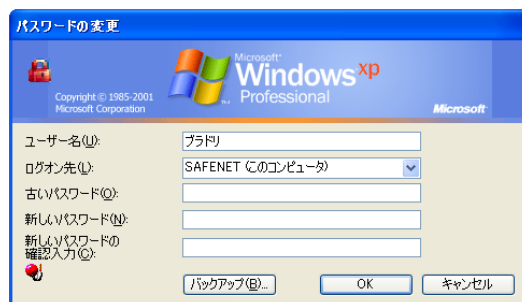 パスワードの変更
Microsoft®
Windows xp
Professional
Copyright © 1985-2001
Microsoft Corporation
Microsoft®
ユーザー名(U):
ブラドリ
ログオン先(L):
SAFENET (このコンピュータ)
古いパスワード(O):
新しいパスワード(N):
新しいパスワードの
確認入力(C):
バックアップ(B)...
OK
キャンセル